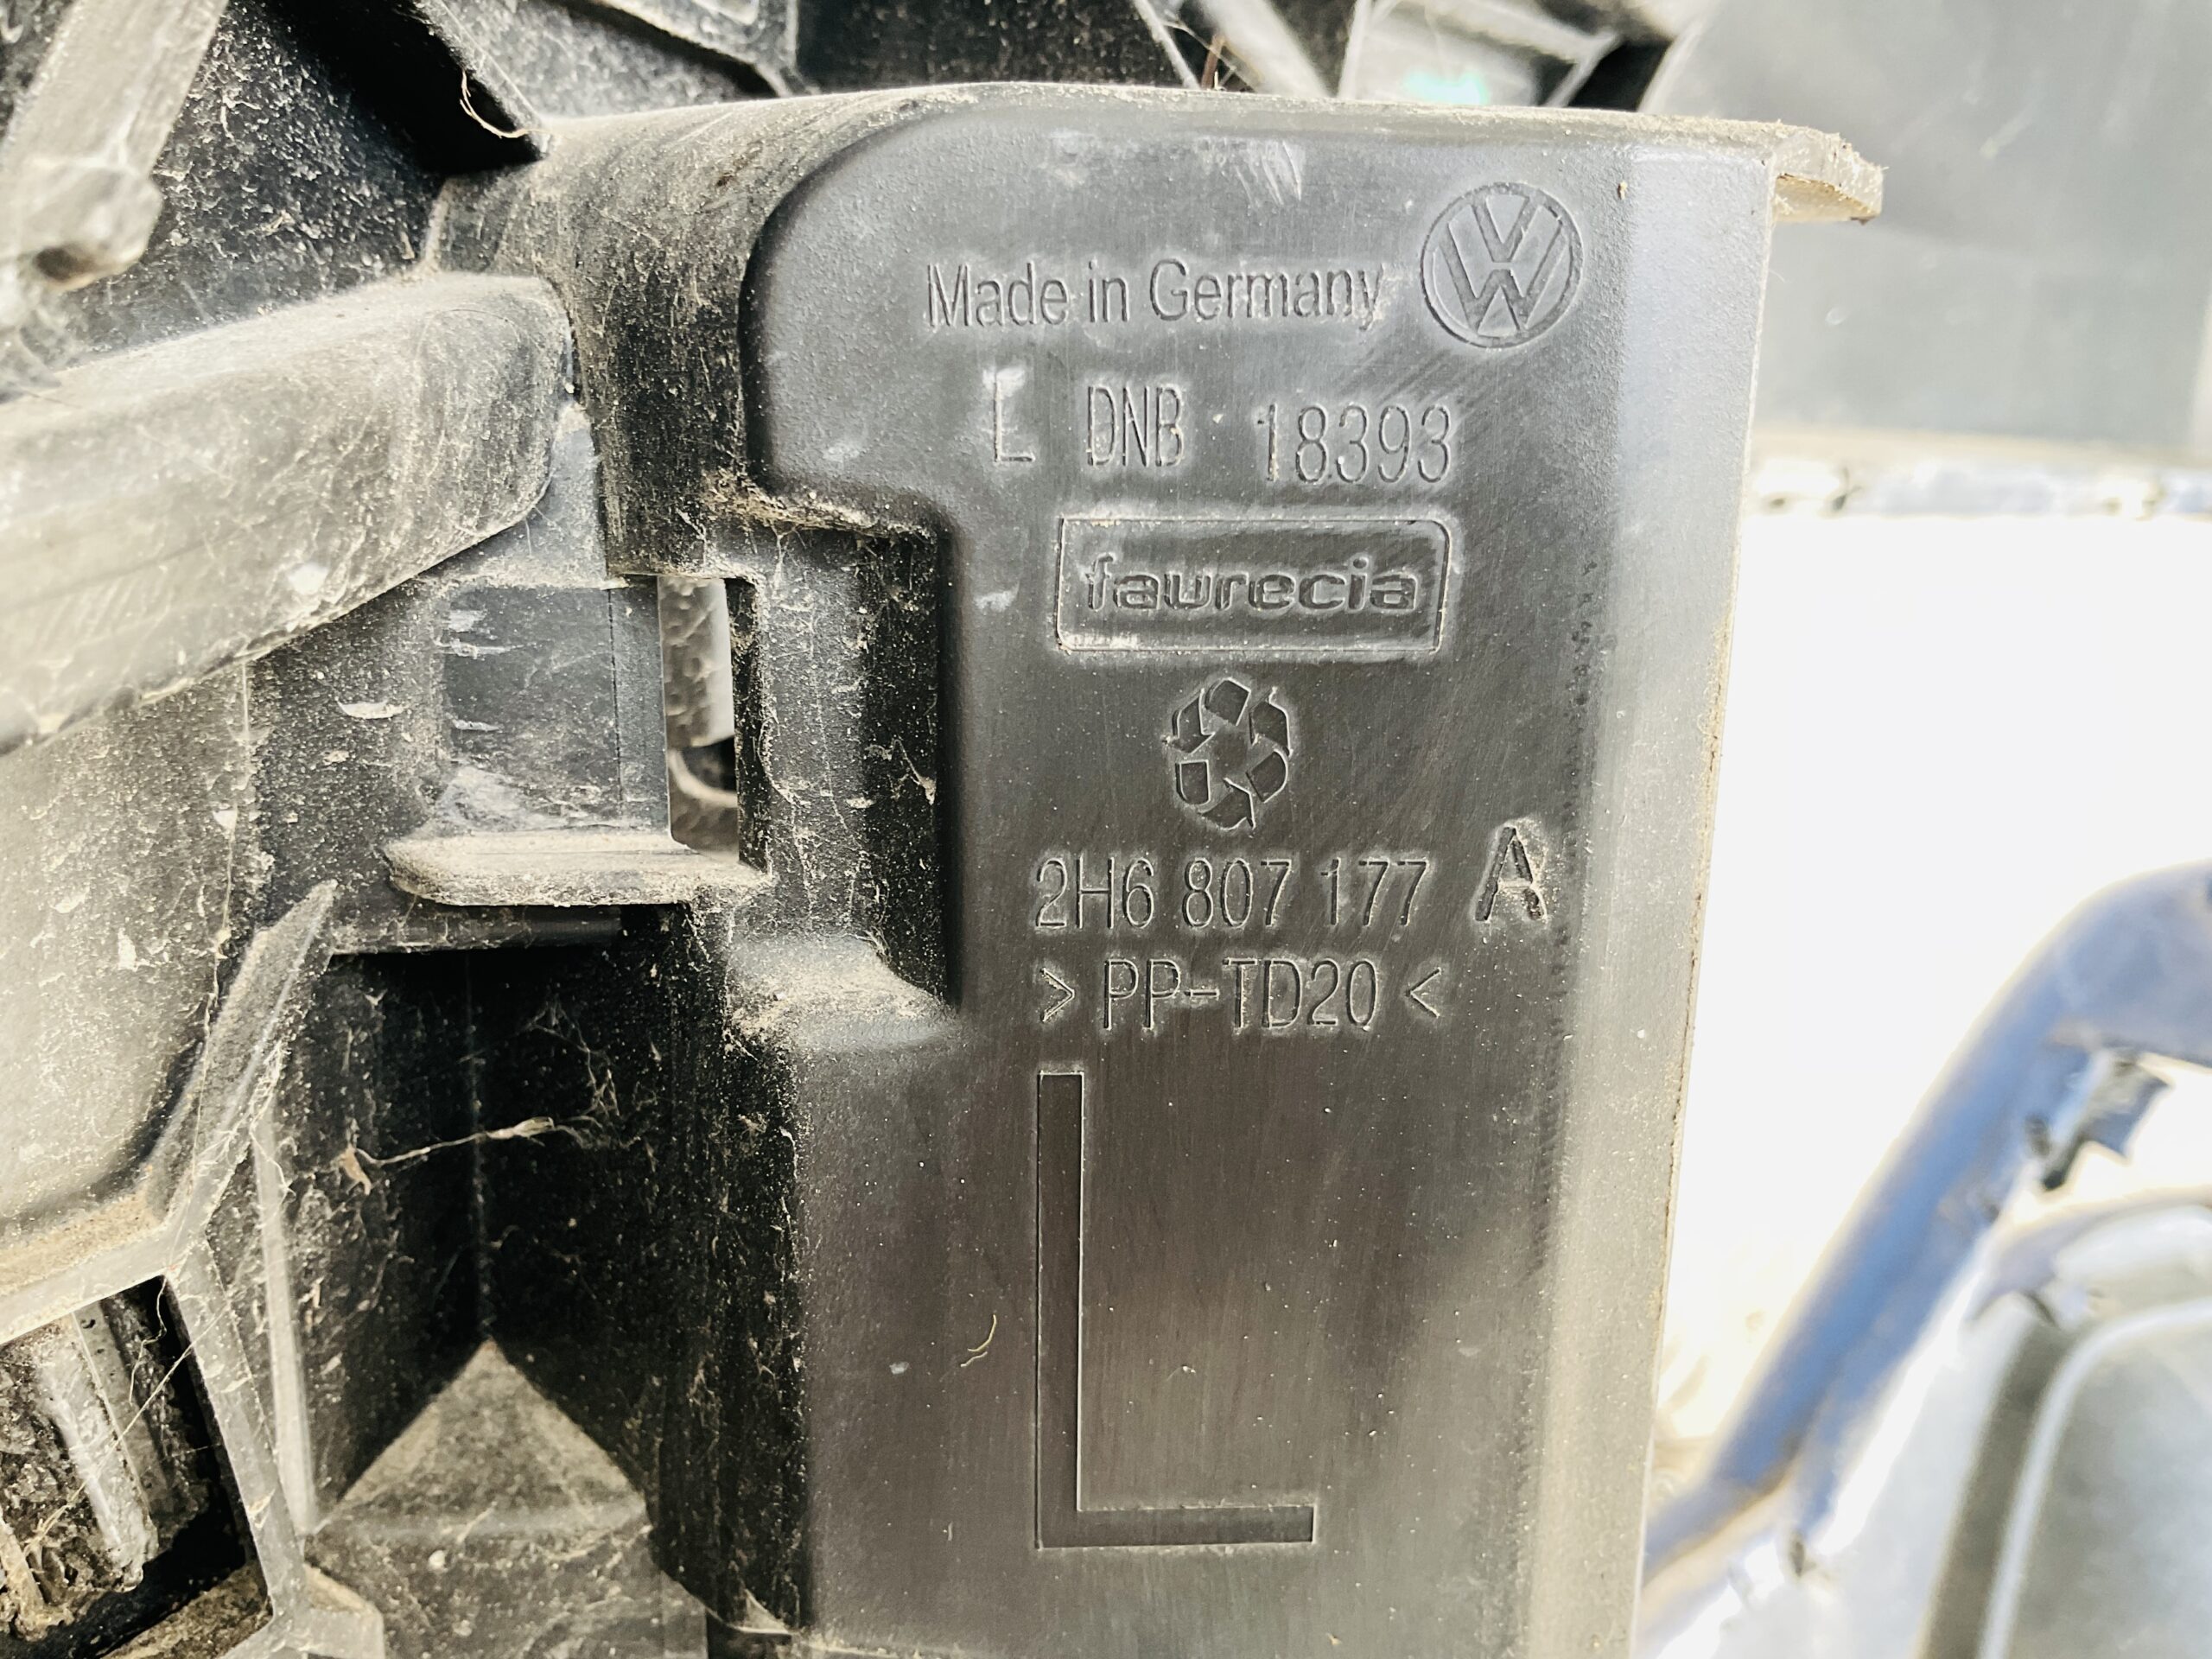 Made in Germany
L DNB 18393
faurecia
2H6 807 177 A
> PP-TD20 <
L